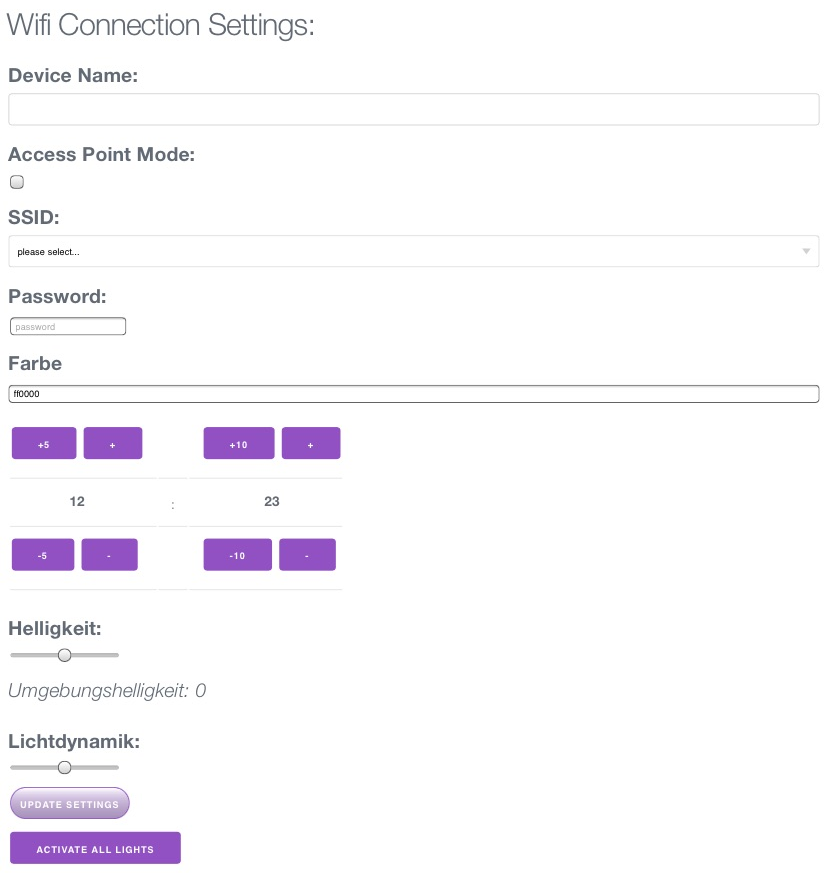 Wifi Connection Settings:
Device Name:
Access Point Mode:
SSID:
please select...
Password:
password
Farbe
ff0000
+5 + +10 +
12 : 23
-5 - -10 -
Helligkeit:
Umgebungshelligkeit: 0
Lichtdynamik:
UPDATE SETTINGS
ACTIVATE ALL LIGHTS